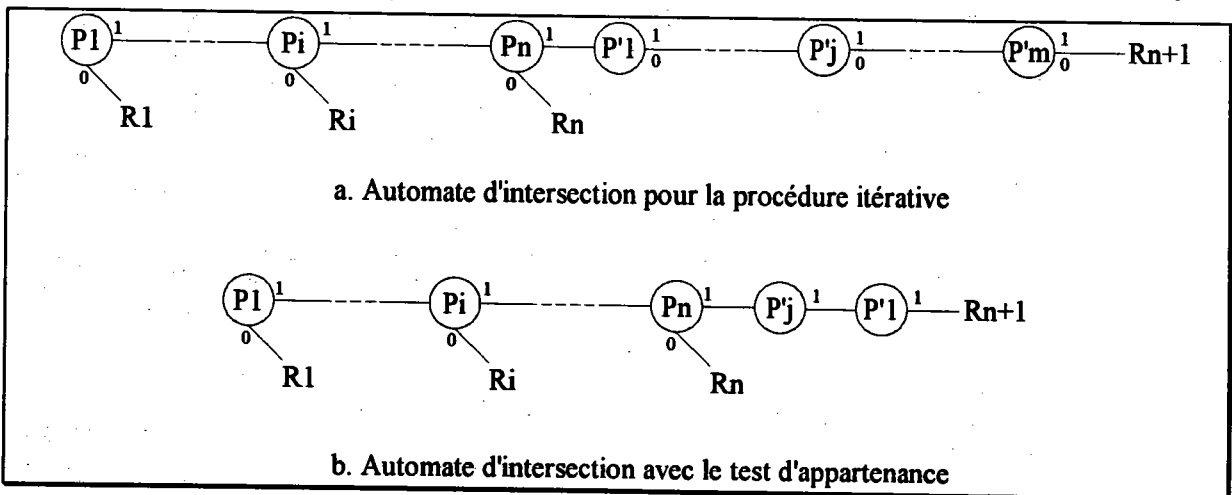 P1 1 Pi 1 Pn 1 P'1 1 P'j 1 P'm 1 Rn+1
0 0 0 0 0 0
R1 Ri Rn
a. Automate d'intersection pour la procédure itérative
P1 1 Pi 1 Pn 1 P'j 1 P'1 1 Rn+1
0 0 0
R1 Ri Rn
b. Automate d'intersection avec le test d'appartenance